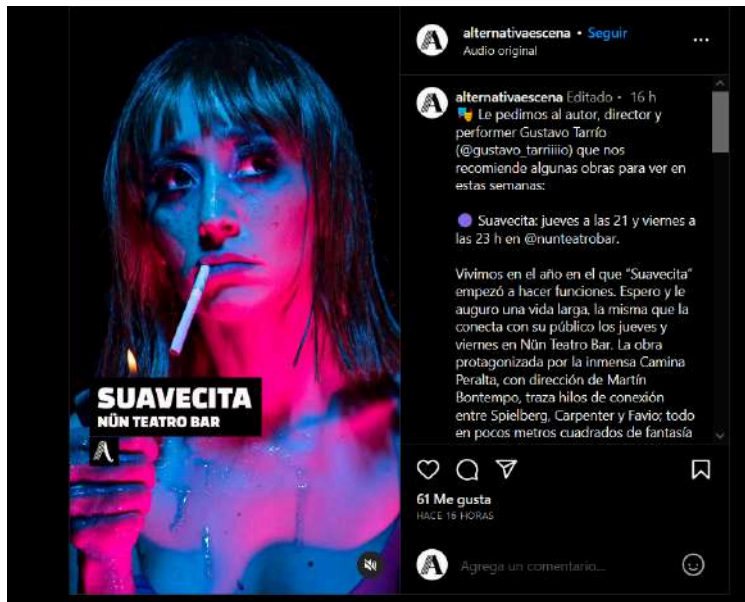 SUAVECITA
NÜN TEATRO BAR
alternativaescena • Seguir
Audio original
alternativaescena Editado • 16 h
Le pedimos al autor, director y
performer Gustavo Tarrío
(@gustavo_tarriiiio) que nos
recomiende algunas obras para ver en
estas semanas:
Suavecita: jueves a las 21 y viernes a
las 23 h en @nunteatrobar.
Vivimos en el año en el que “Suavecita”
empezó a hacer funciones. Espero y le
auguro una vida larga, la misma que la
conecta con su público los jueves y
viernes en Nün Teatro Bar. La obra
protagonizada por la inmensa Camina
Peralta, con dirección de Martín
Bontempo, traza hilos de conexión
entre Spielberg, Carpenter y Favio; todo
en pocos metros cuadrados de fantasía
61 Me gusta
HACE 16 HORAS
Agrega un comentario...